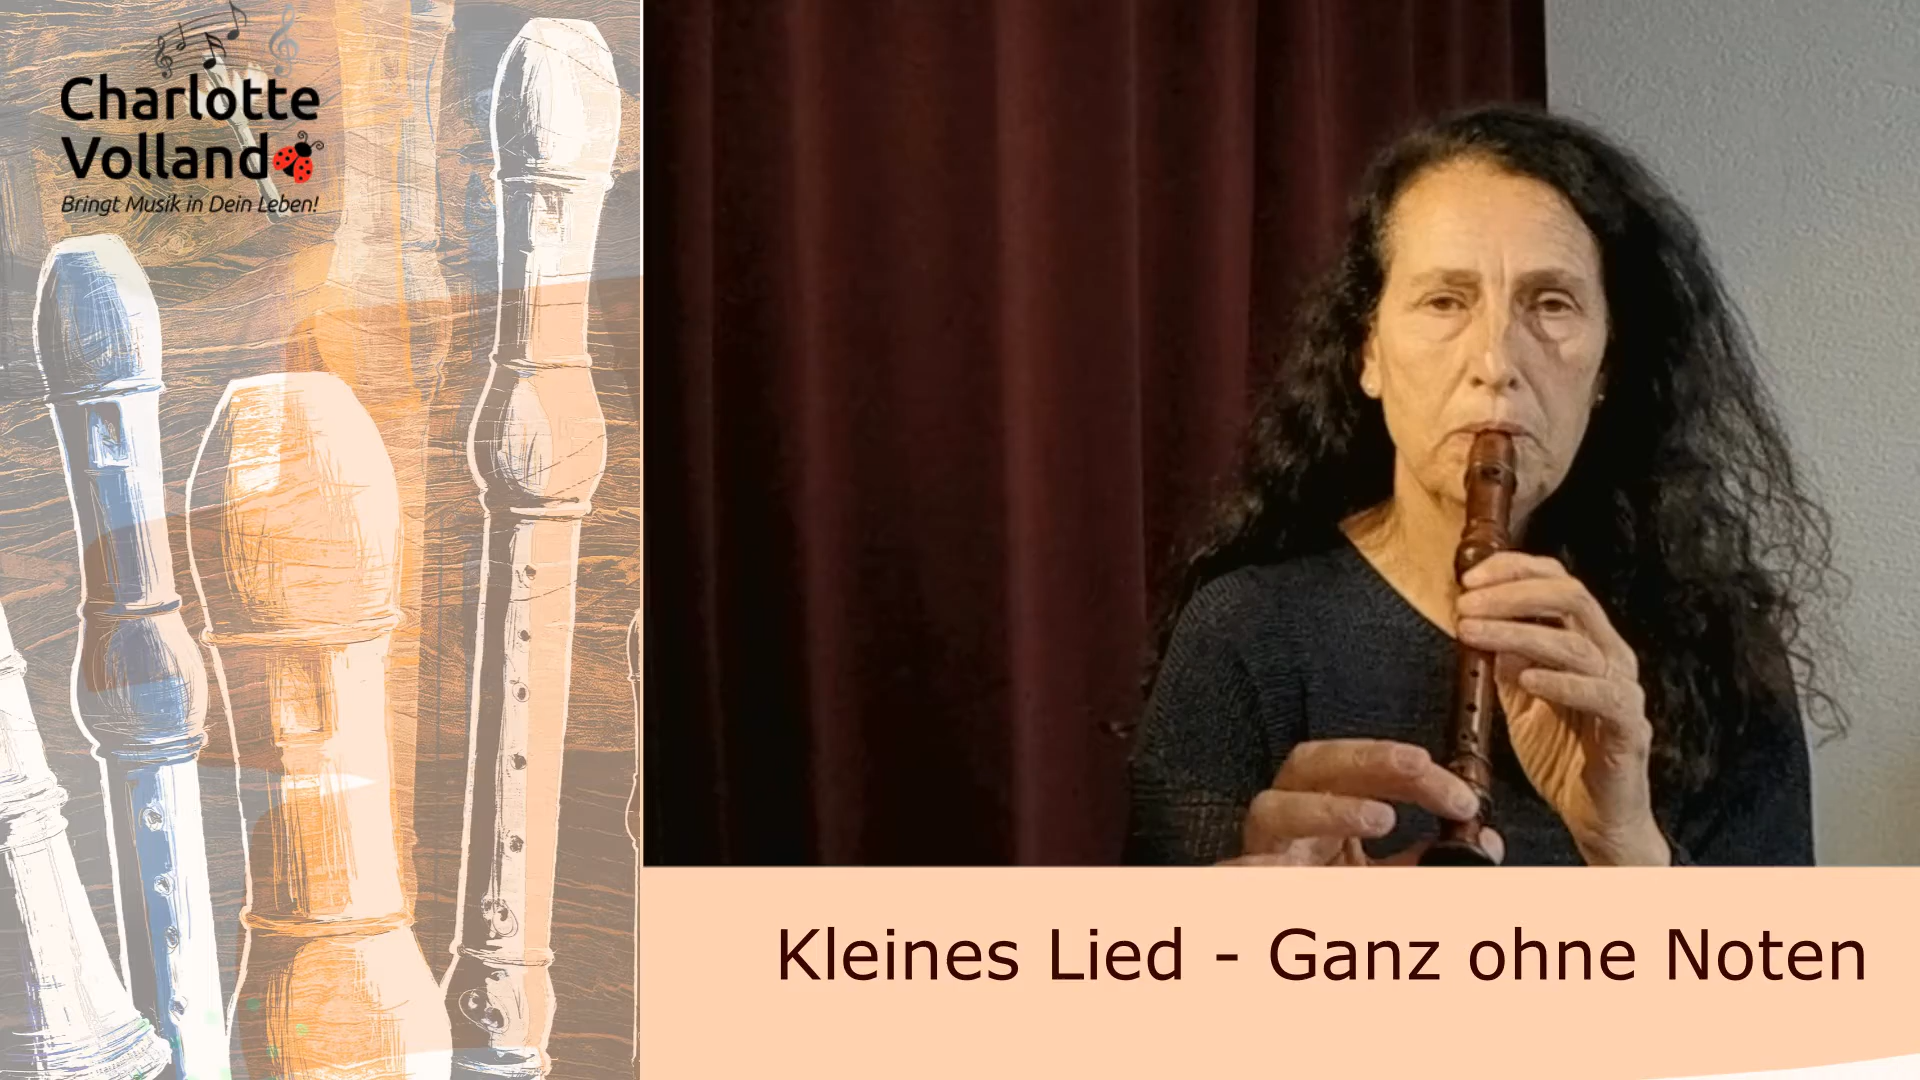 Charlotte
Volland
Bringt Musik in Dein Leben!
Kleines Lied - Ganz ohne Noten